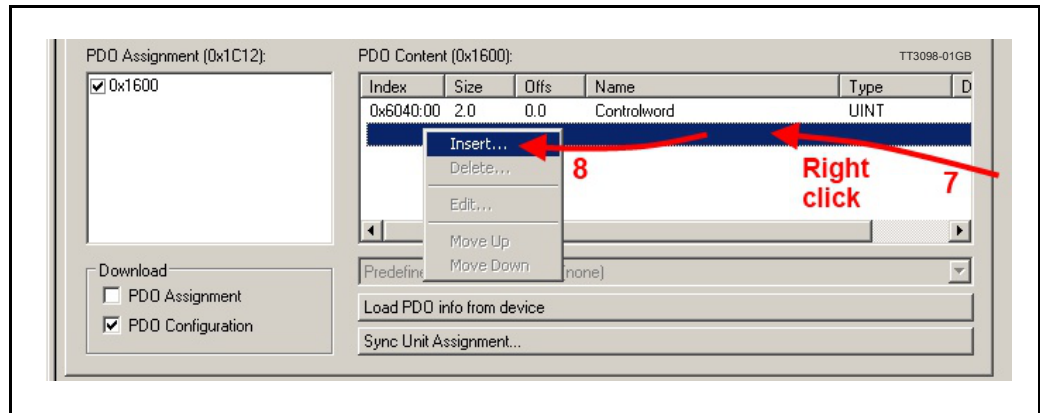 PDO Assignment (0x1C12):
PDO Content (0x1600):
TT3098-01GB
0x1600
Index Size Offs Name Type D
0x6040:00 2.0 0.0 Controlword UINT
Insert...
Delete...
8
Right
click
7
Edit...
Move Up
Move Down
Download
PDO Assignment
PDO Configuration
Predefine
none)
Load PDO info from device
Sync Unit Assignment...